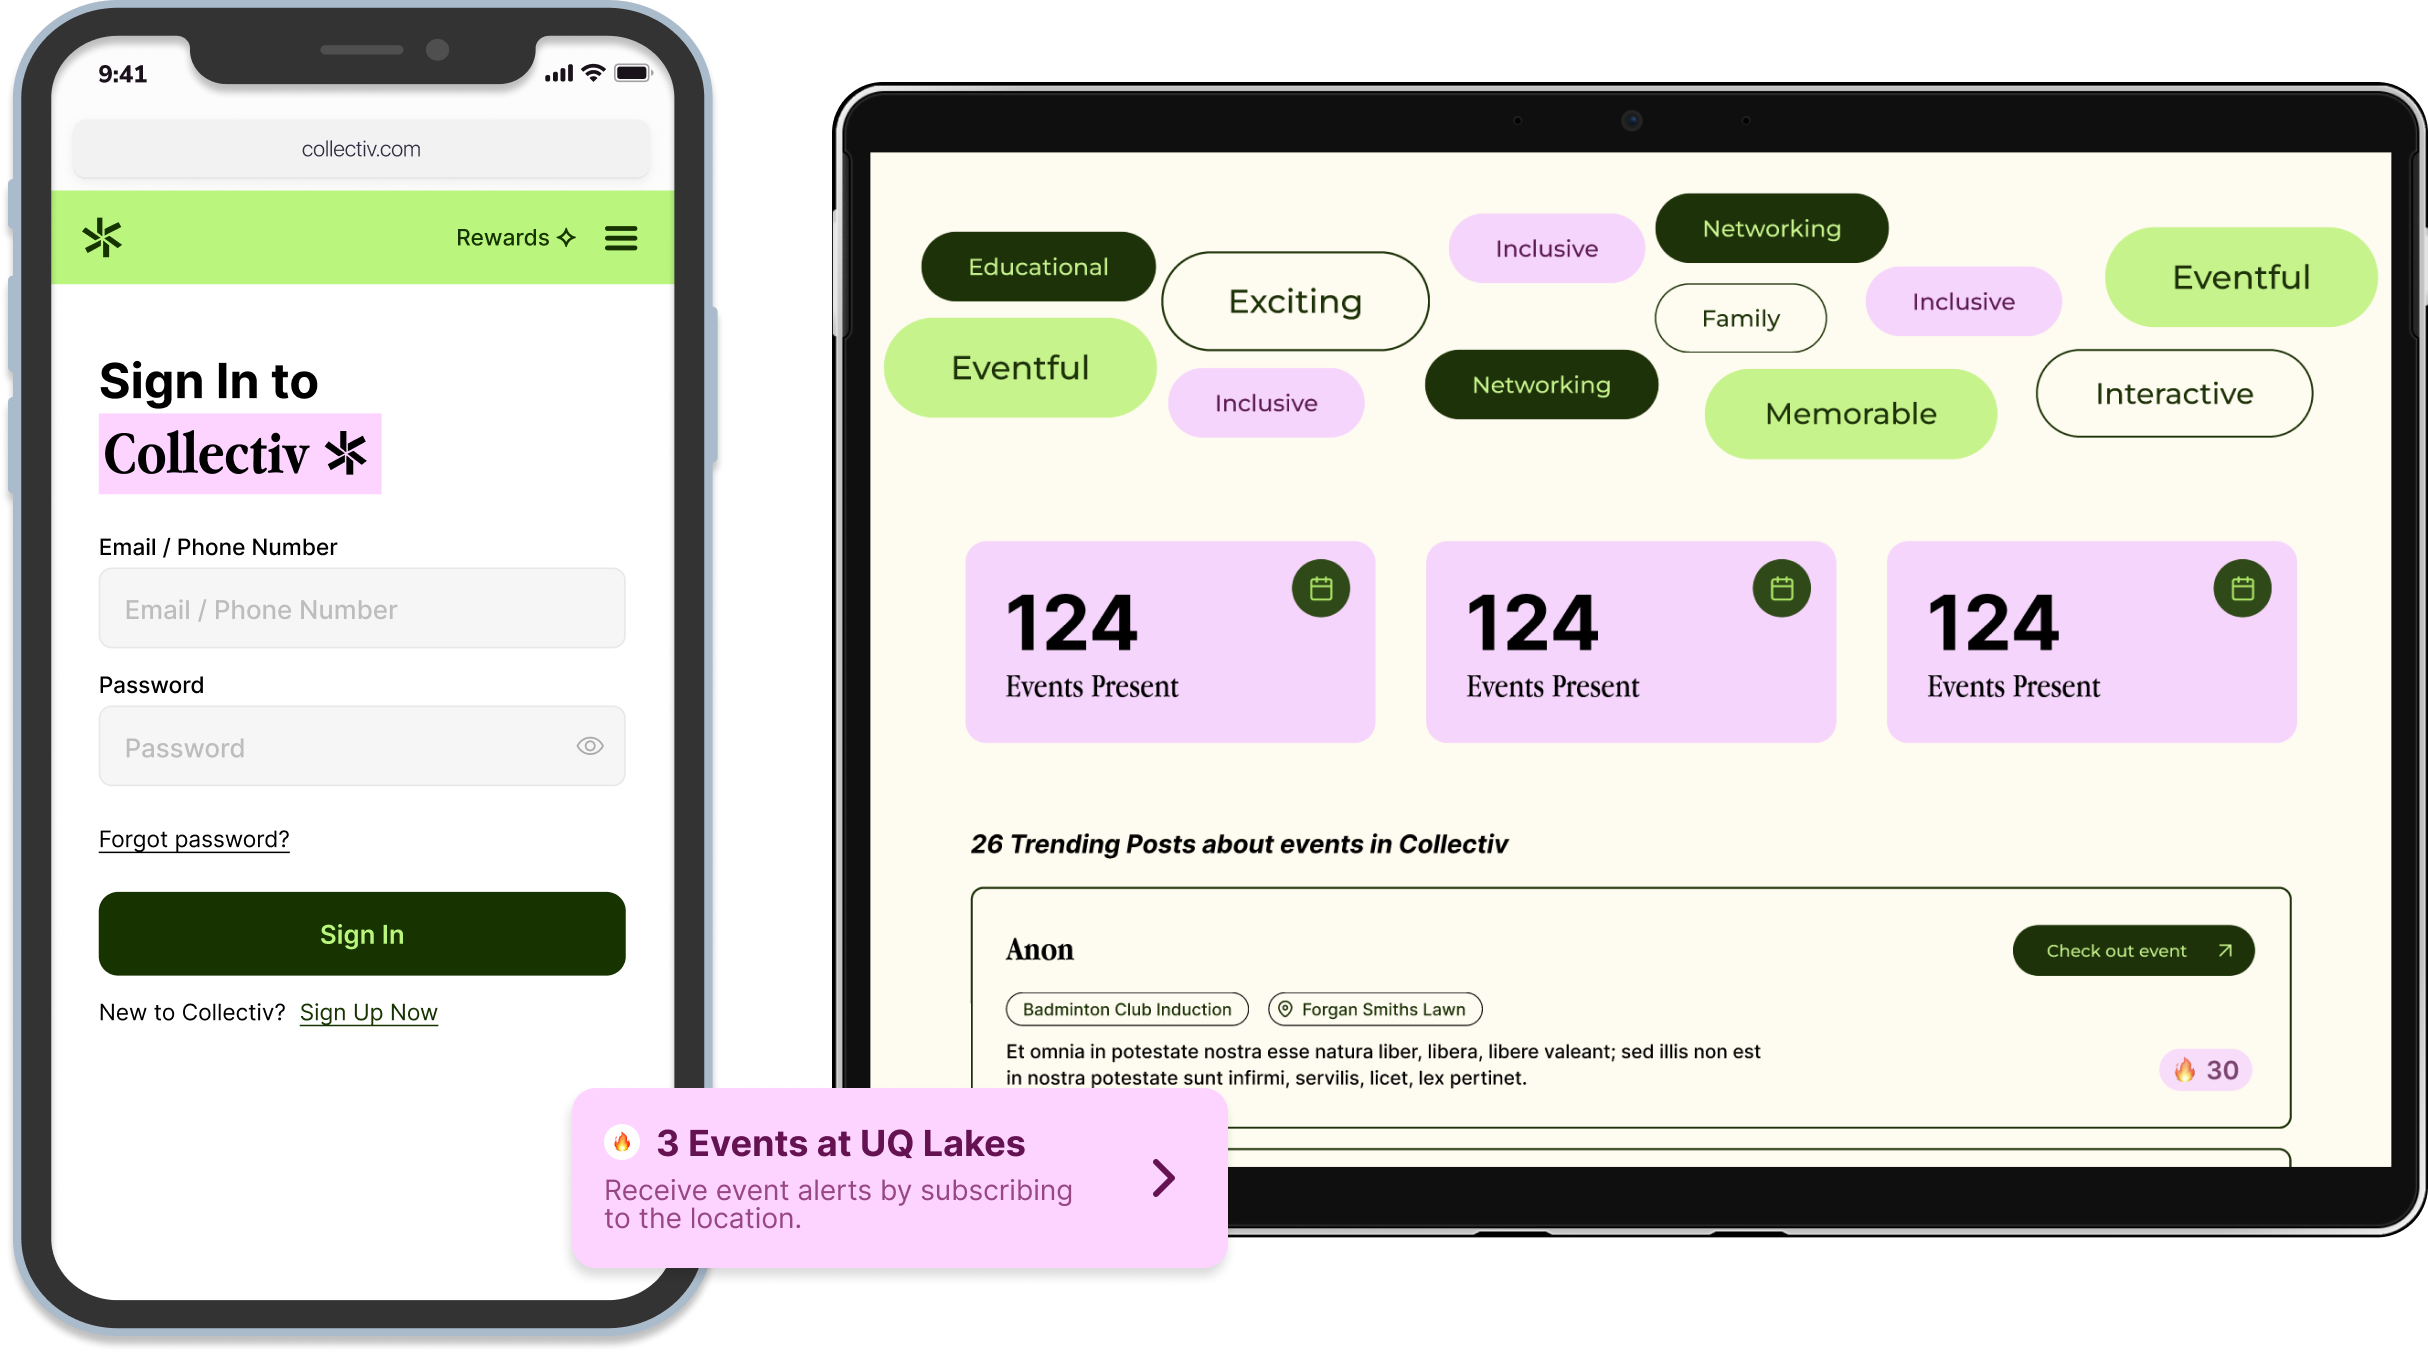 9:41
collectiv.com
Rewards
Sign In to
Collectiv
Email / Phone Number
Email / Phone Number
Password
Password
Forgot password?
Sign In
New to Collectiv? Sign Up Now
3 Events at UQ Lakes
Receive event alerts by subscribing
to the location.
Networking
Educational
Inclusive
Eventful
Exciting
Inclusive
Family
Eventful
Inclusive
Networking
Memorable
Interactive
124
Events Present
124
Events Present
124
Events Present
26 Trending Posts about events in Collectiv
Anon
Check out event
Badminton Club Induction
Forgan Smiths Lawn
Et omnia in potestate nostra esse natura liber, libera, libere valeant; sed illis non est
in nostra potestate sunt infirmi, servilis, licet, lex pertinet.
30